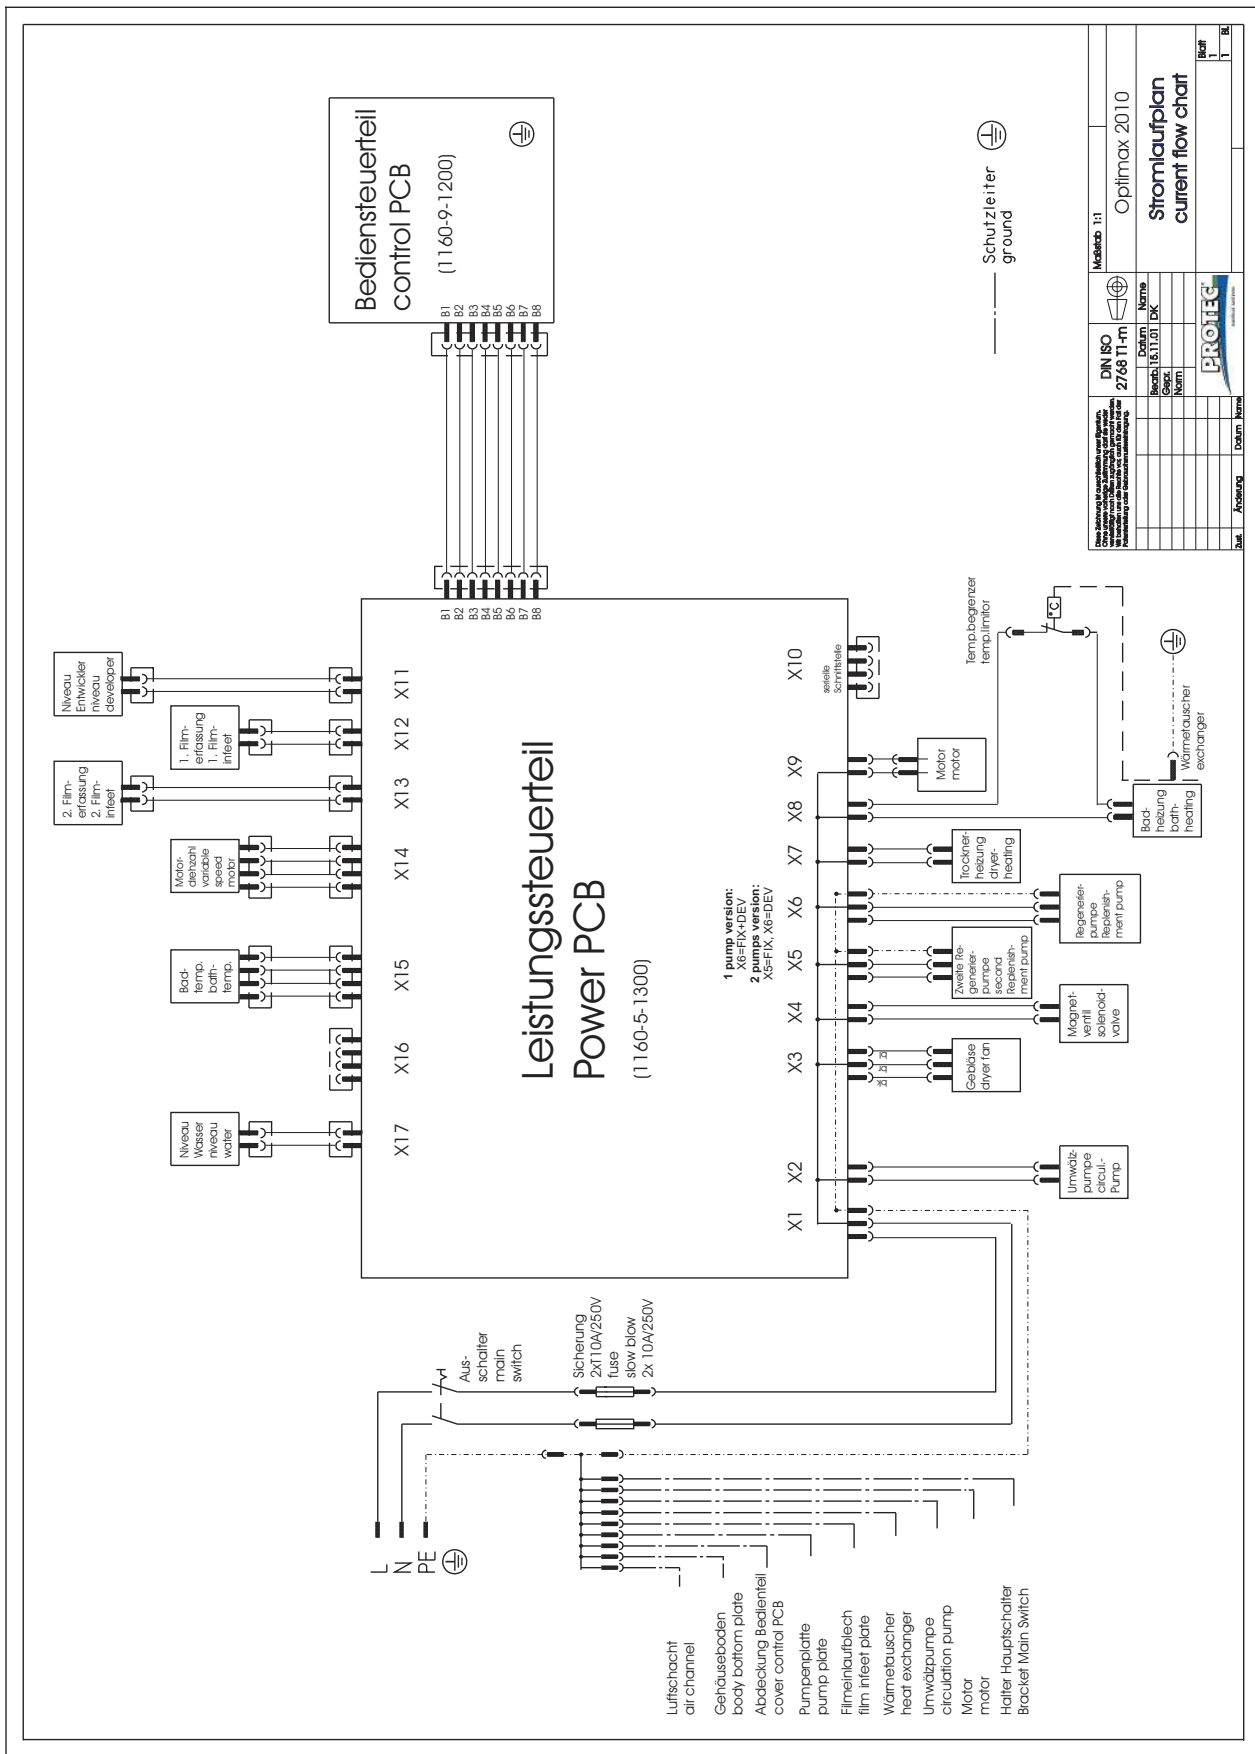 Bediensteuerteil
control PCB
(1160-9-1200)
B1
B2
B3
B4
B5
B6
B7
B8
B1
B2
B3
B4
B5
B6
B7
B8
Schutzleiter
ground
Niveau
Entwickler
niveau
developer
1. Film-
erfassung
1. Film-
infeet
2. Film-
erfassung
2. Film-
infeet
Motor-
drehzahl
variable
speed
motor
Bad-
temp.
bath-
temp.
Niveau
Wasser
niveau
water
X17
X16
X15
X14
X13
X12
X11
Leistungssteuerteil
Power PCB
(1160-5-1300)
1 pump version:
X6=FIX+DEV
2 pumps version:
X5=FIX, X6=DEV
X1
X2
X3
X4
X5
X6
X7
X8
X9
X10
serielle
Schnittstelle
Umwälz-
pumpe
circul.-
Pump
Gebläse
dryer fan
Magnet-
ventil
solenoid-
valve
Zweite Re-
generier-
pumpe
second
Replenish-
ment pump
Regenerier-
pumpe
Replenish-
ment pump
Trockner-
heizung
dryer-
heating
Motor
motor
Bad-
heizung
bath-
heating
Temp.begrenzer
temp.limitor
°C
Wärmetauscher
exchanger
L
N
PE
Aus-
schalter
main
switch
Sicherung
2xT10A/250V
fuse
slow blow
2x 10A/250V
Luftschacht
air channel
Gehäuseboden
body bottom plate
Abdeckung Bedienteil
cover control PCB
Pumpenplatte
pump plate
Filmeinlaufblech
film infeet plate
Wärmetauscher
heat exchanger
Umwälzpumpe
circulation pump
Motor
motor
Halter Hauptschalter
Bracket Main Switch
DIN ISO
2768 T1-m
Maßstab 1:1
Optimax 2010
Datum Name
Bearb. 15.11.01 DK
Gepr.
Norm
Stromlaufplan
current flow chart
PROTEC
Blatt
1
1 Bl.
Zust. Änderung Datum Name